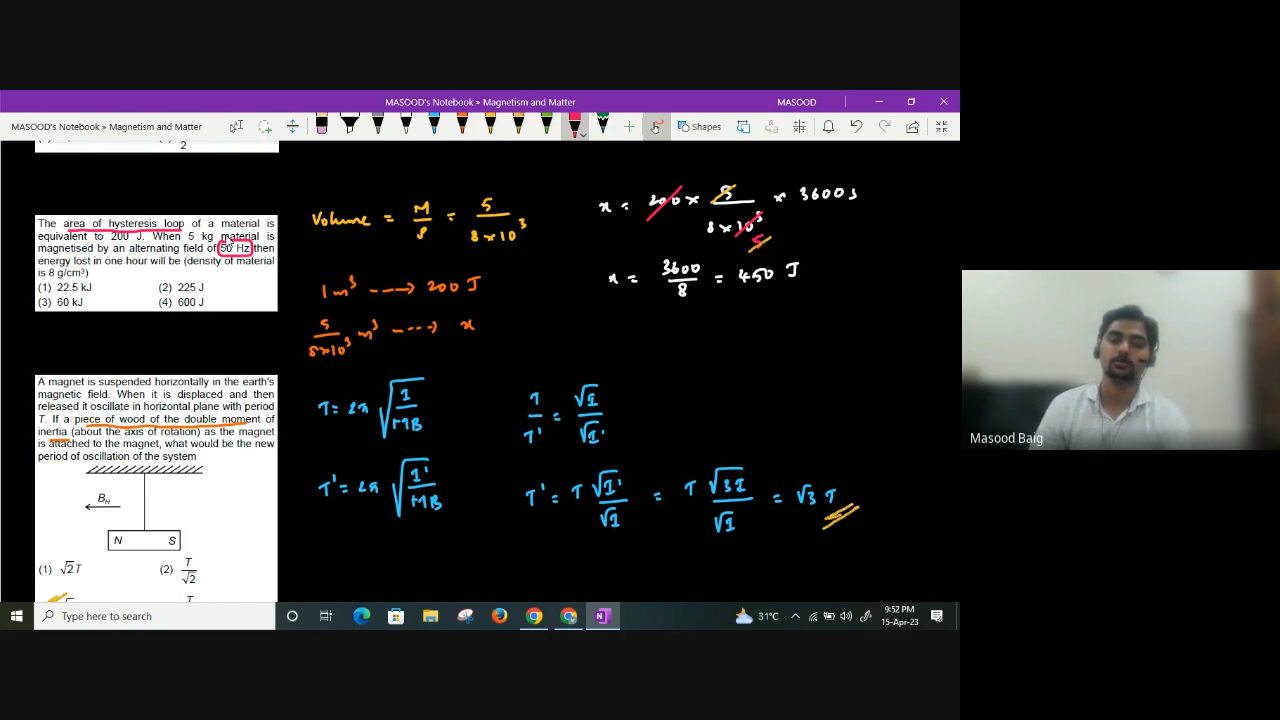 MASOOD's Notebook » Magnetism and Matter
MASOOD
MASOOD's Notebook » Magnetism and Matter
Shapes
2
The area of hysteresis loop of a material is
equivalent to 200 J. When 5 kg material is
magnetised by an alternating field of 50 Hz then
energy lost in one hour will be (density of material
is 8 g/cm³)
(1) 22.5 kJ (2) 225 J
(3) 60 kJ (4) 600 J
Volume = M/ρ = 5/8×10³
1m³ ----→ 200 J
5/8×10³ m³ ----→ x
x = 200 × 5/8×10³ × 3600 s
5
x = 3600/8 = 450 J
A magnet is suspended horizontally in the earth's
magnetic field. When it is displaced and then
released it oscillate in horizontal plane with period
T. If a piece of wood of the double moment of
inertia (about the axis of rotation) as the magnet
is attached to the magnet, what would be the new
period of oscillation of the system
B_H
N S
(1) √2T (2) T/√2
T = 2π √(I/MB)
T' = 2π √(I'/MB)
T/T' = √I/√I'
T' = T √I'/√I = T √3I/√I = √3 T
Masood Baig
Type here to search
31°C
9:52 PM
15-Apr-23